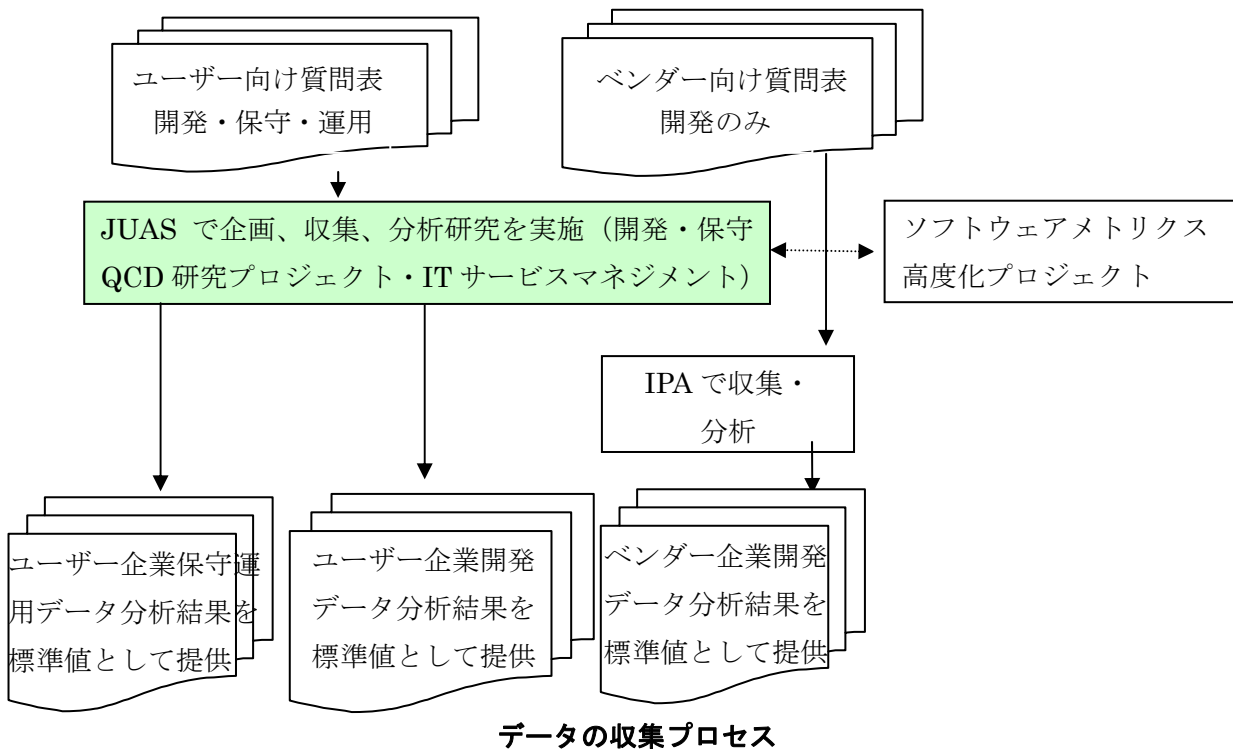 ユーザー向け質問表
開発・保守・運用
ベンダー向け質問表
開発のみ
JUAS で企画、収集、分析研究を実施（開発・保守
QCD 研究プロジェクト・IT サービスマネジメント）
ソフトウェアメトリクス
高度化プロジェクト
IPA で収集・
分析
ユーザー企業保守運
用データ分析結果を
標準値として提供
ユーザー企業開発
データ分析結果を
標準値として提供
ベンダー企業開発
データ分析結果を
標準値として提供
データの収集プロセス